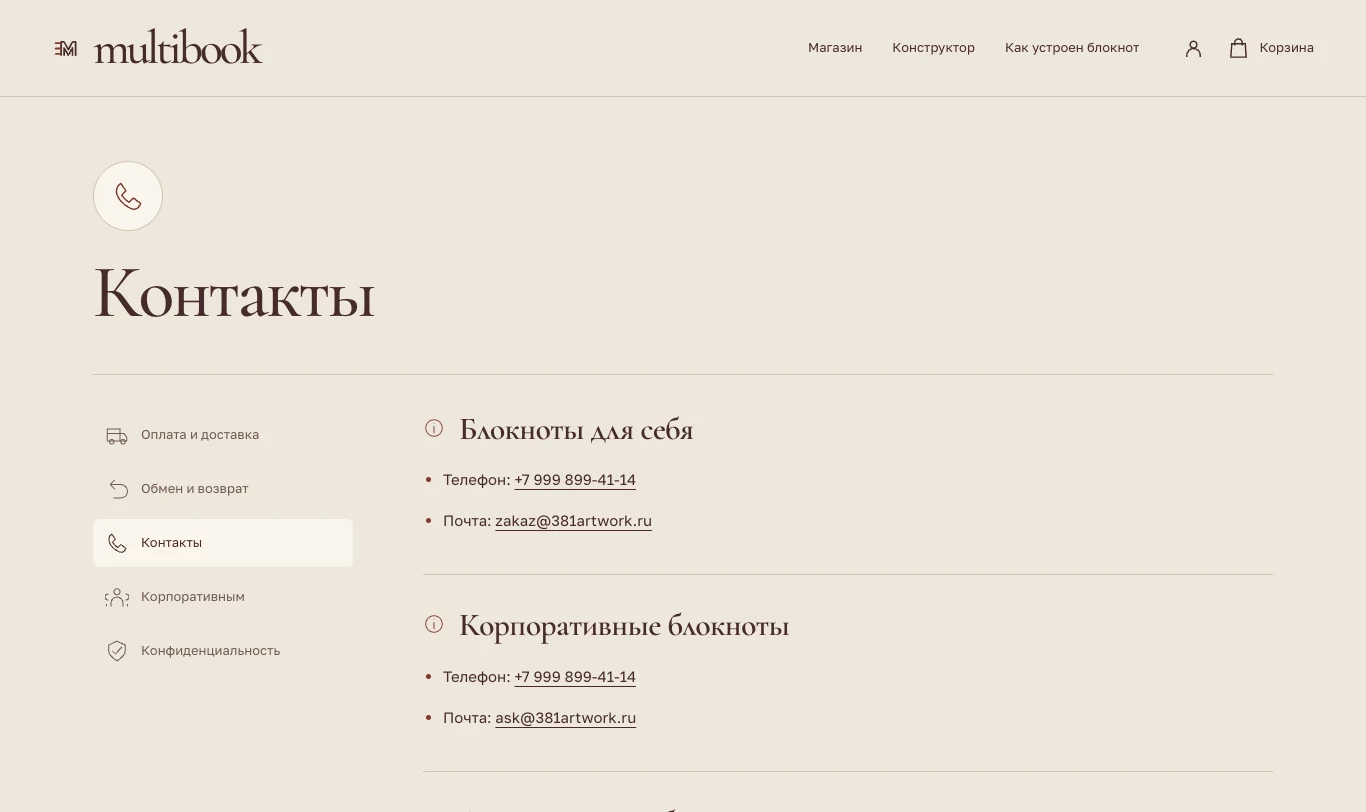 multibook
Магазин
Конструктор
Как устроен блокнот
Корзина
Контакты
Оплата и доставка
Обмен и возврат
Контакты
Корпоративным
Конфиденциальность
Блокноты для себя
Телефон: +7 999 899-41-14
Почта: zakaz@381artwork.ru
Корпоративные блокноты
Телефон: +7 999 899-41-14
Почта: ask@381artwork.ru